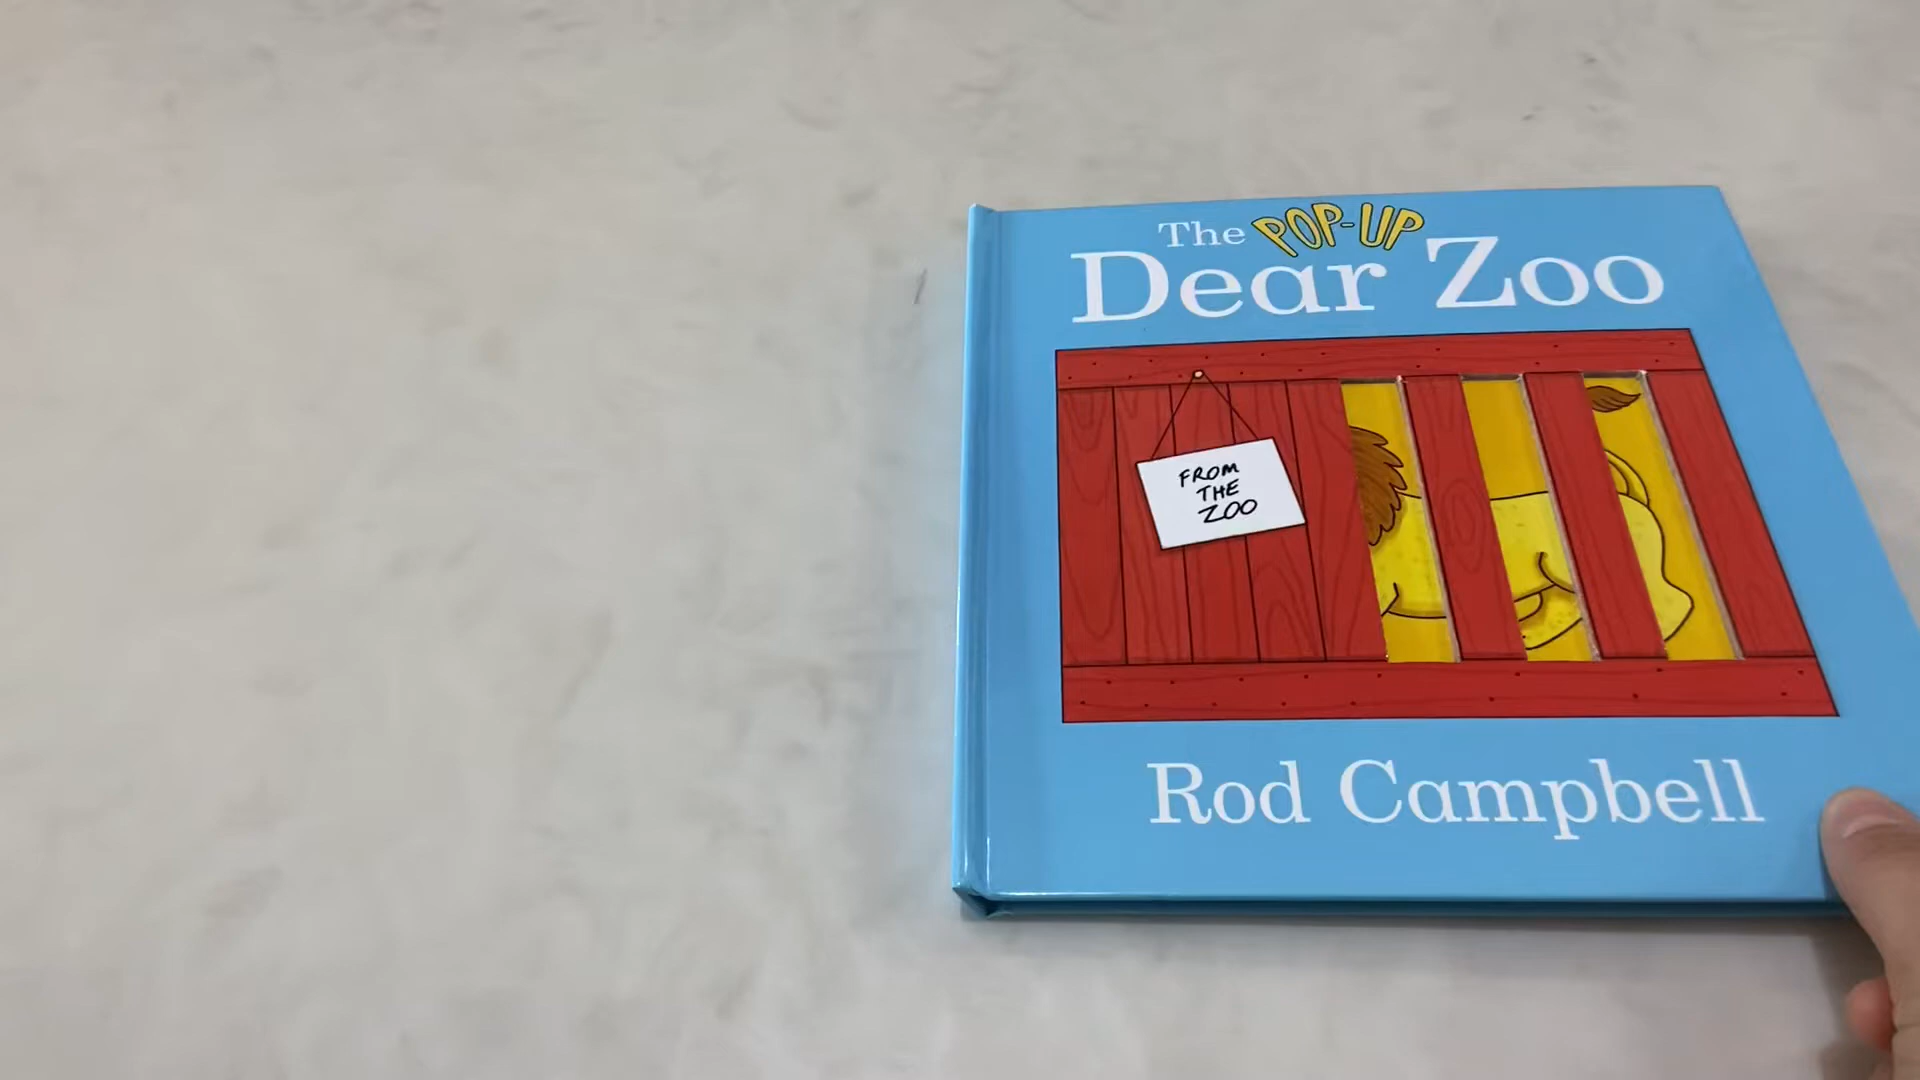 The POP-UP
Dear Zoo
FROM
THE
ZOO
Rod Campbell